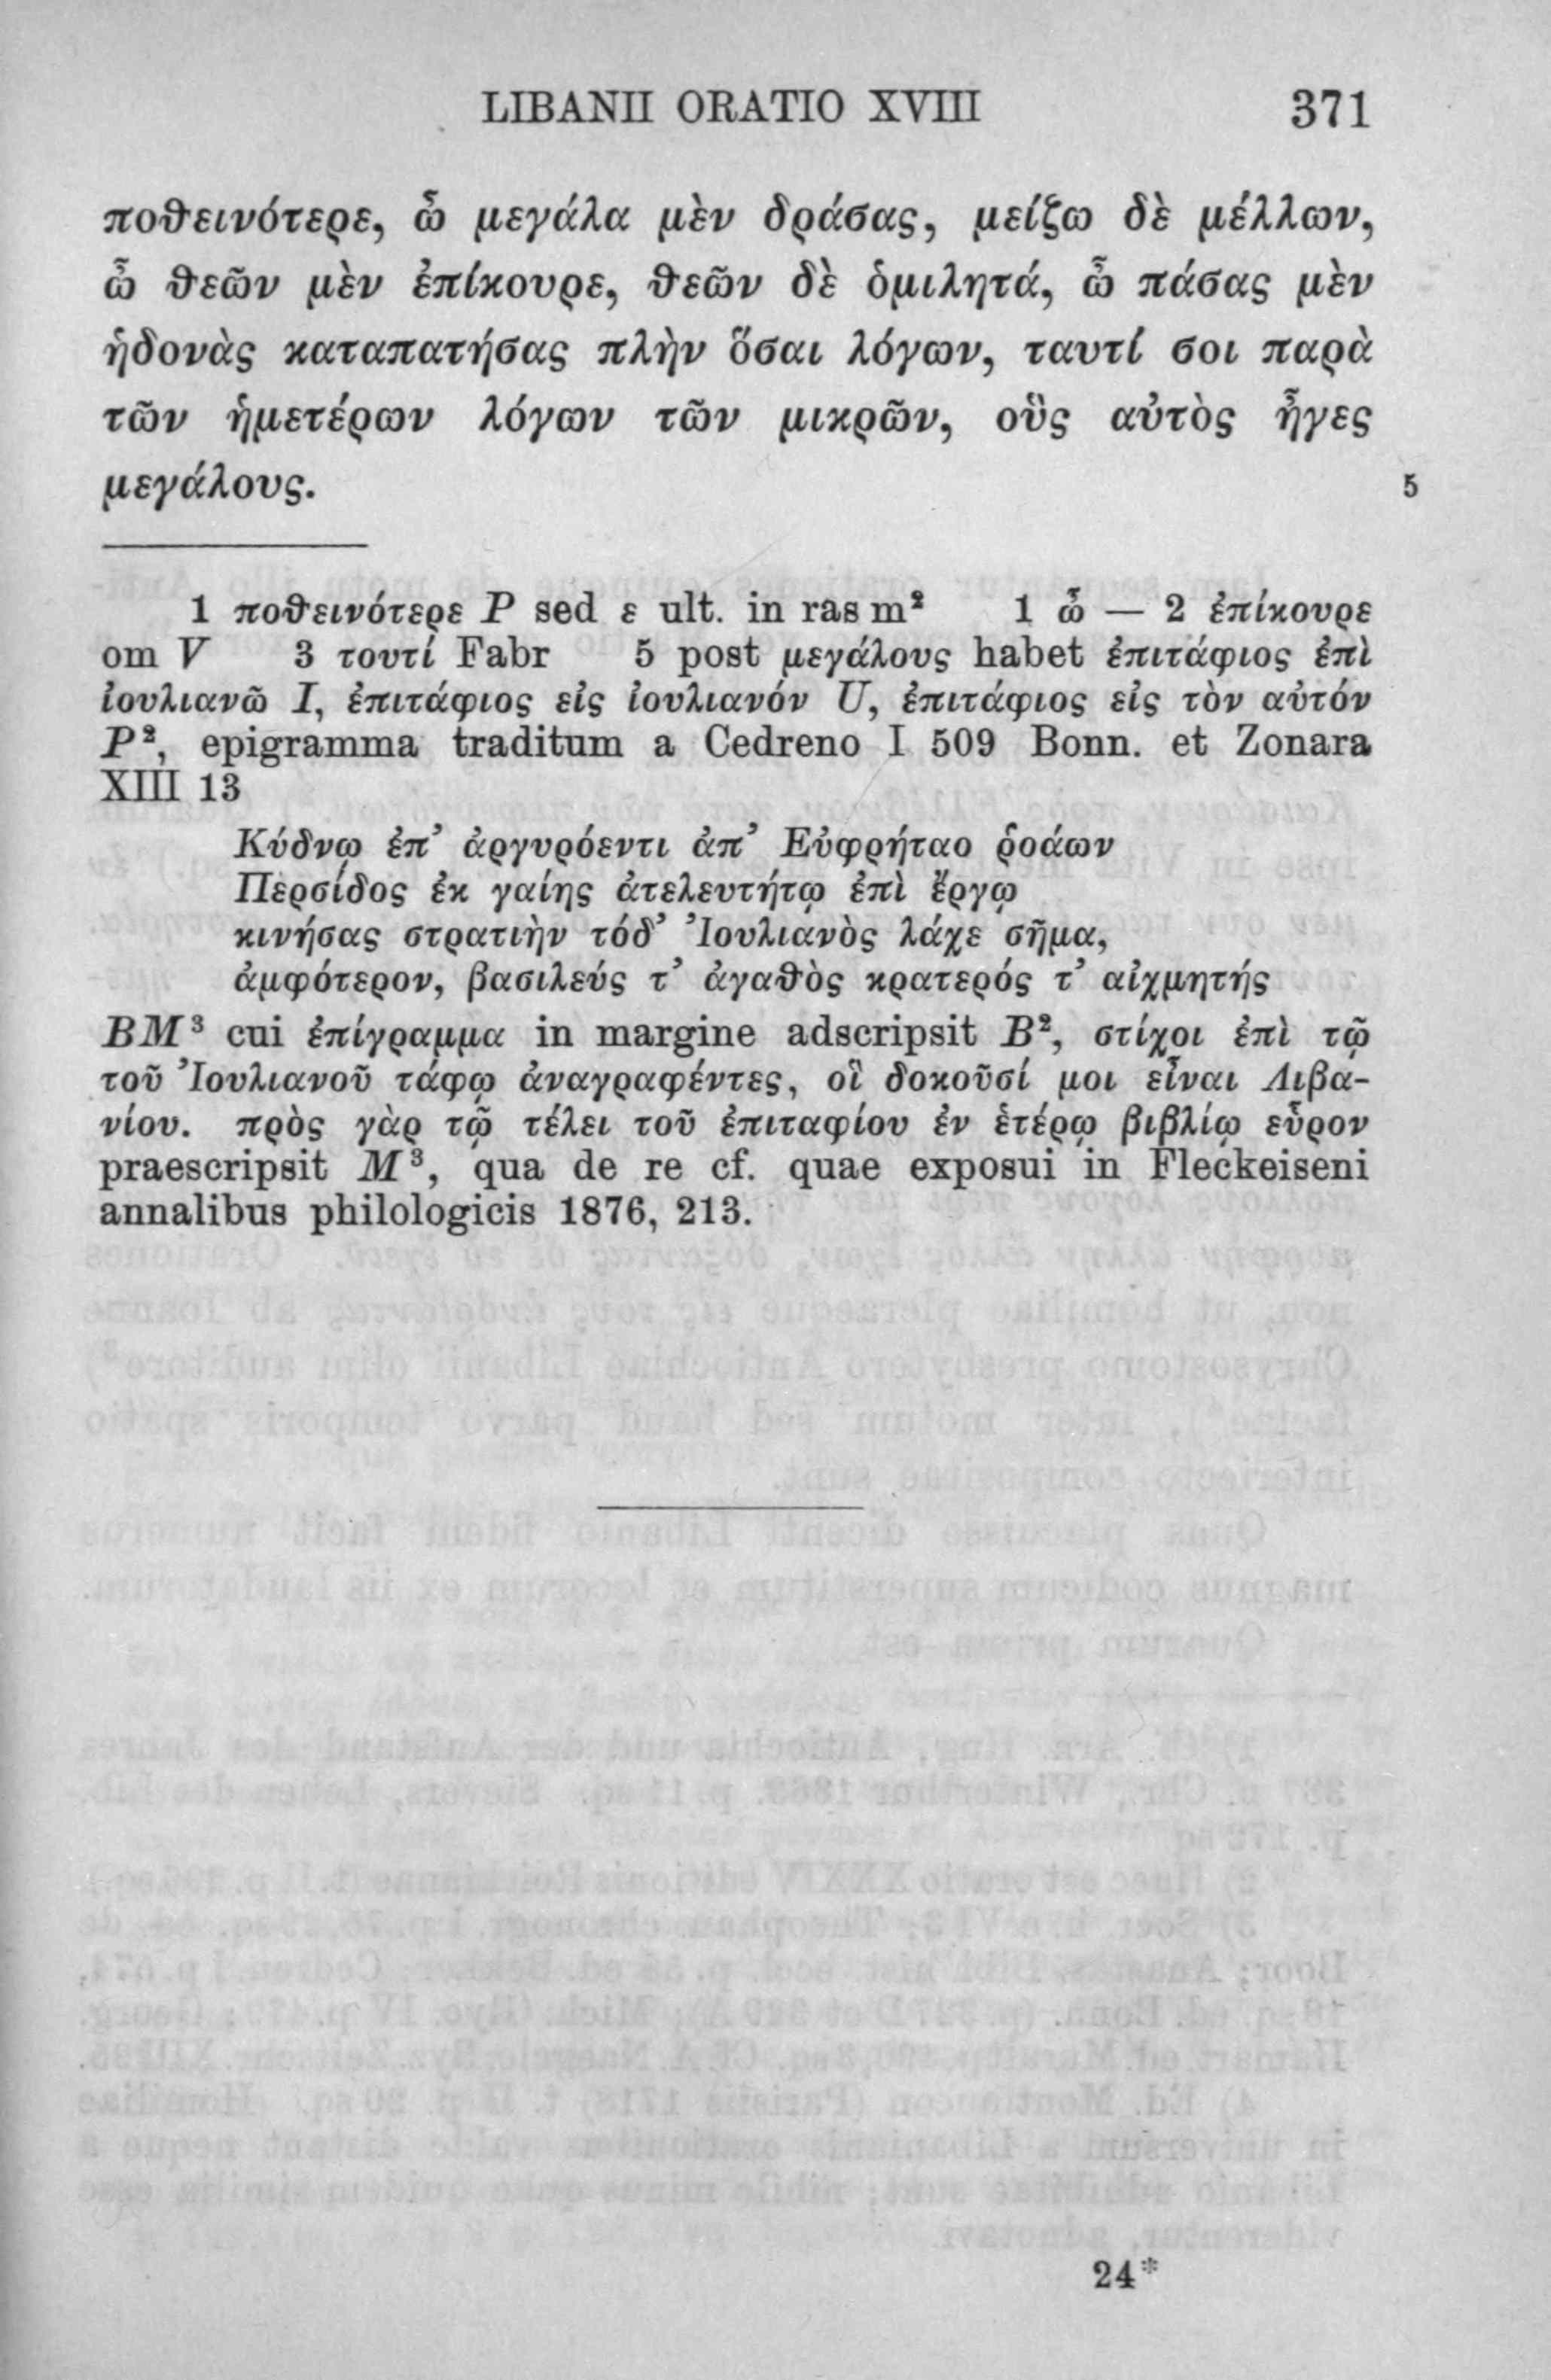 LIBANII ORATIO XVIII 371
ποθεινότερε, ὦ μεγάλα μὲν δράσας, μείζω δὲ μέλλων,
ὦ θεῶν μὲν ἐπίκουρε, θεῶν δὲ ὁμιλητά, ὦ πάσας μὲν
ἡδονὰς καταπατήσας πλὴν ὅσαι λόγων, ταυτί σοι παρὰ
τῶν ἡμετέρων λόγων τῶν μικρῶν, οὓς αὐτὸς ἦγες
μεγάλους. 5
1 ποθεινότερε P sed ε ult. in ras m² 1 ὦ — 2 ἐπίκουρε
om V 3 τουτί Fabr 5 post μεγάλους habet ἐπιτάφιος ἐπὶ
ἰουλιανῶ I, ἐπιτάφιος εἰς ἰουλιανόν U, ἐπιτάφιος εἰς τὸν αὐτόν
P², epigramma traditum a Cedreno I 509 Bonn. et Zonara
XIII 13
Κύδνῳ ἐπ’ ἀργυρόεντι ἀπ’ Εὐφρήταο ῥοάων
Περσίδος ἐκ γαίης ἀτελευτήτῳ ἐπὶ ἔργῳ
κινήσας στρατιὴν τόδ’ Ἰουλιανὸς λάχε σῆμα,
ἀμφότερον, βασιλεύς τ’ ἀγαθὸς κρατερός τ’ αἰχμητής
BM³ cui ἐπίγραμμα in margine adscripsit B², στίχοι ἐπὶ τῷ
τοῦ Ἰουλιανοῦ τάφῳ ἀναγραφέντες, οἳ δοκοῦσί μοι εἶναι Λιβα-
νίου. πρὸς γὰρ τῷ τέλει τοῦ ἐπιταφίου ἐν ἑτέρῳ βιβλίῳ εὗρον
praescripsit M³, qua de re cf. quae exposui in Fleckeiseni
annalibus philologicis 1876, 213.
24*